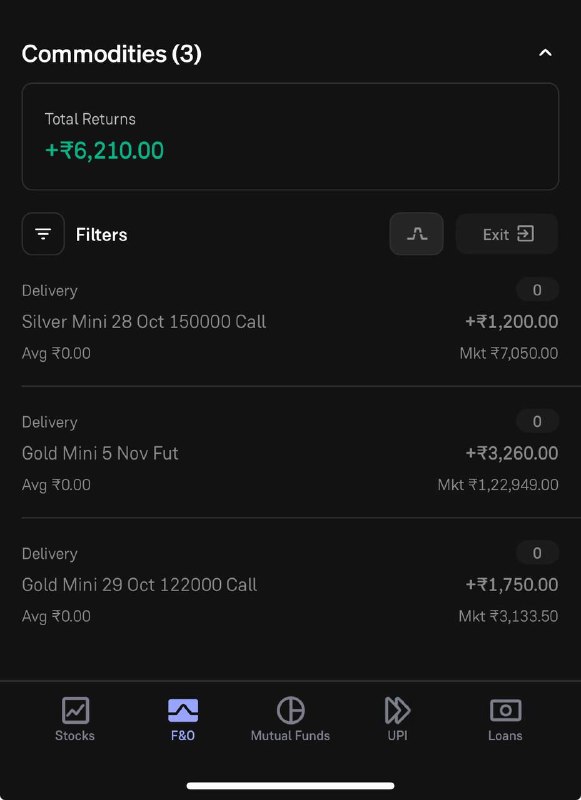 Commodities (3)
Total Returns
+₹6,210.00
Filters
Exit
Delivery 0
Silver Mini 28 Oct 150000 Call +₹1,200.00
Avg ₹0.00 Mkt ₹7,050.00
Delivery 0
Gold Mini 5 Nov Fut +₹3,260.00
Avg ₹0.00 Mkt ₹1,22,949.00
Delivery 0
Gold Mini 29 Oct 122000 Call +₹1,750.00
Avg ₹0.00 Mkt ₹3,133.50
Stocks F&O Mutual Funds UPI Loans